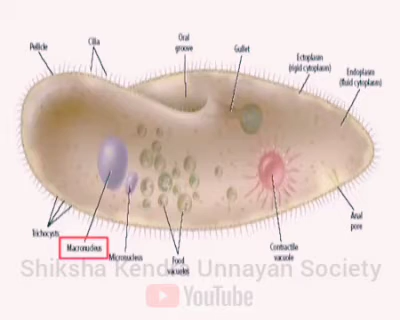 Pellicle
Cilia
Oral
groove
Gullet
Ectoplasm
(rigid cytoplasm)
Endoplasm
(fluid cytoplasm)
Trichocysts
Macronucleus
Micronucleus
Food
vacuoles
Contractile
vacuole
Anal
pore
Shiksha Kendra Unnayan Society
YouTube